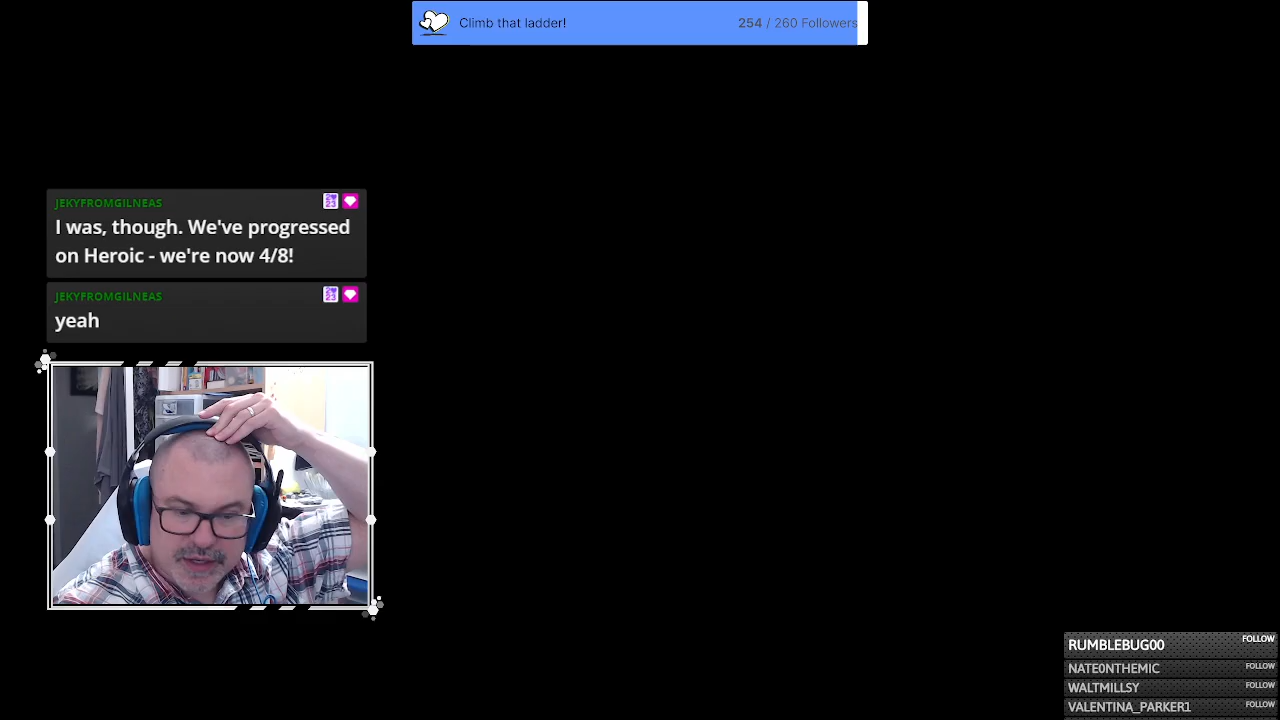 Climb that ladder!
254 / 260 Followers
JEKYFROMGILNEAS
I was, though. We've progressed
on Heroic - we're now 4/8!
JEKYFROMGILNEAS
yeah
RUMBLEBUG00 FOLLOW
NATE0NTHEMIC FOLLOW
WALTMILLSY FOLLOW
VALENTINA_PARKER1 FOLLOW